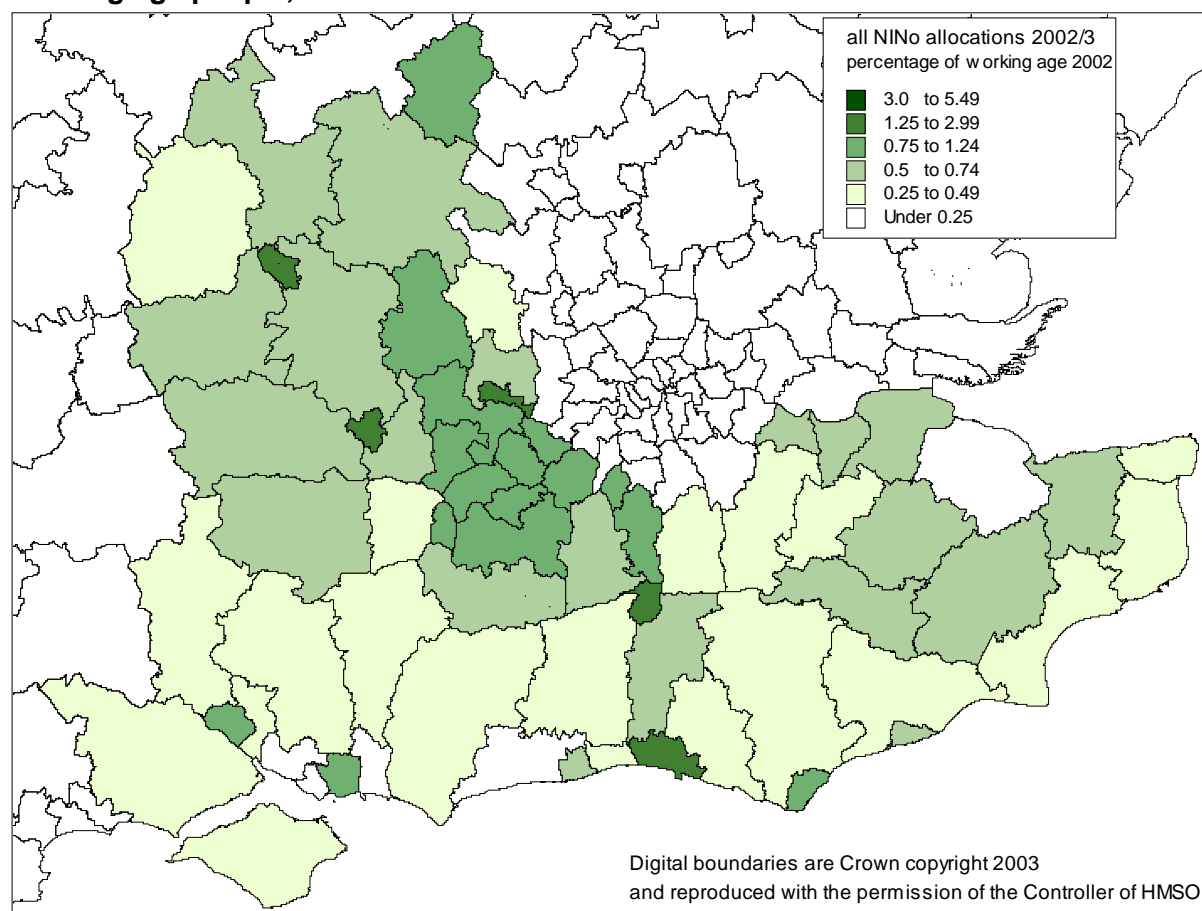 all NINo allocations 2002/3
percentage of working age 2002
3.0 to 5.49
1.25 to 2.99
0.75 to 1.24
0.5 to 0.74
0.25 to 0.49
Under 0.25
Digital boundaries are Crown copyright 2003
and reproduced with the permission of the Controller of HMSO